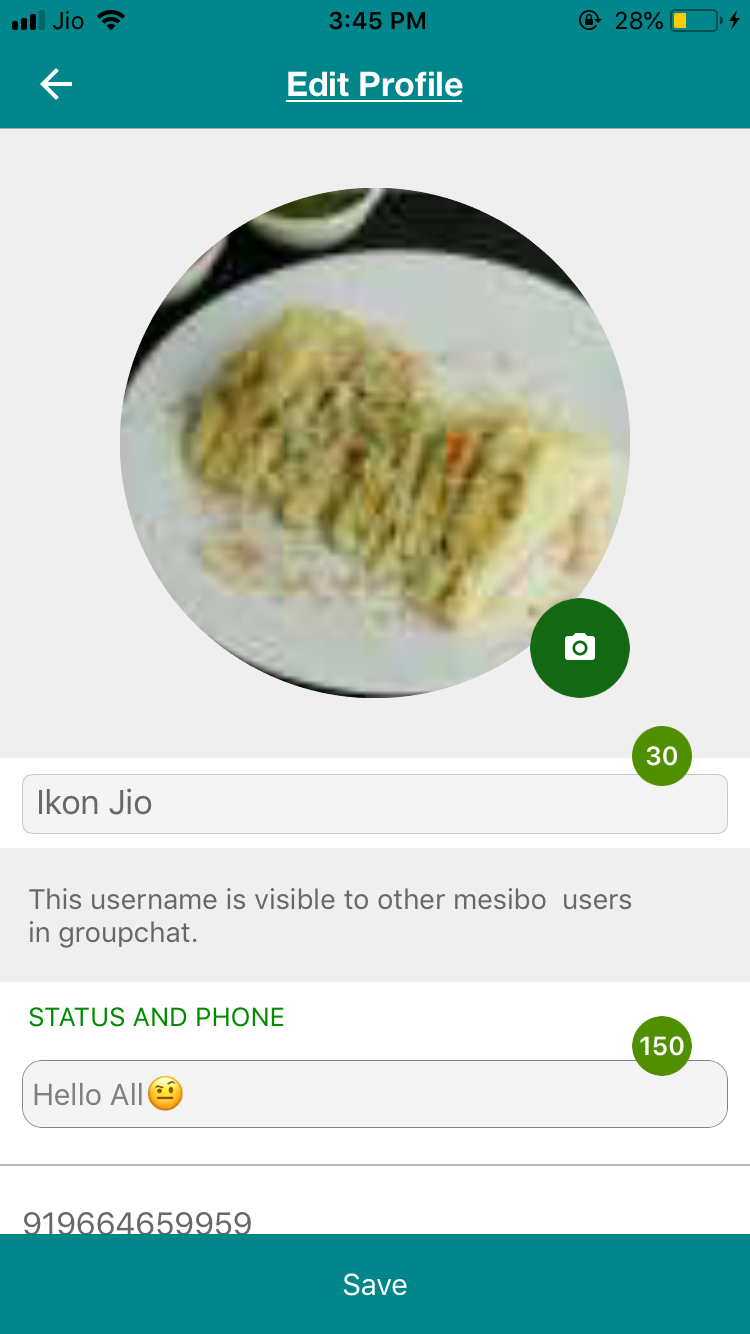 Jio 3:45 PM 28%
Edit Profile
30
Ikon Jio
This username is visible to other mesibo  users
in groupchat.
STATUS AND PHONE
150
Hello All🤨
919664659959
Save